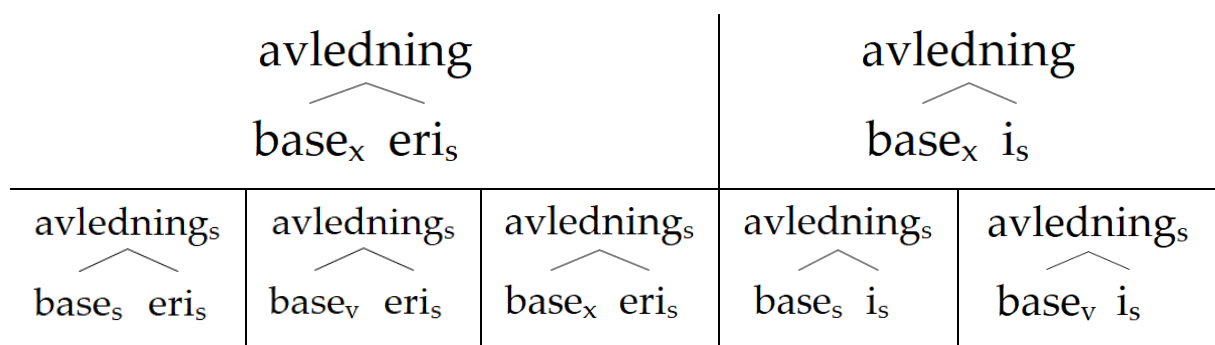 avledning avledning
baseₓ eriₛ baseₓ iₛ
avledningₛ avledningₛ avledningₛ avledningₛ avledningₛ
baseₛ eriₛ baseᵥ eriₛ baseₓ eriₛ baseₛ iₛ baseᵥ iₛ